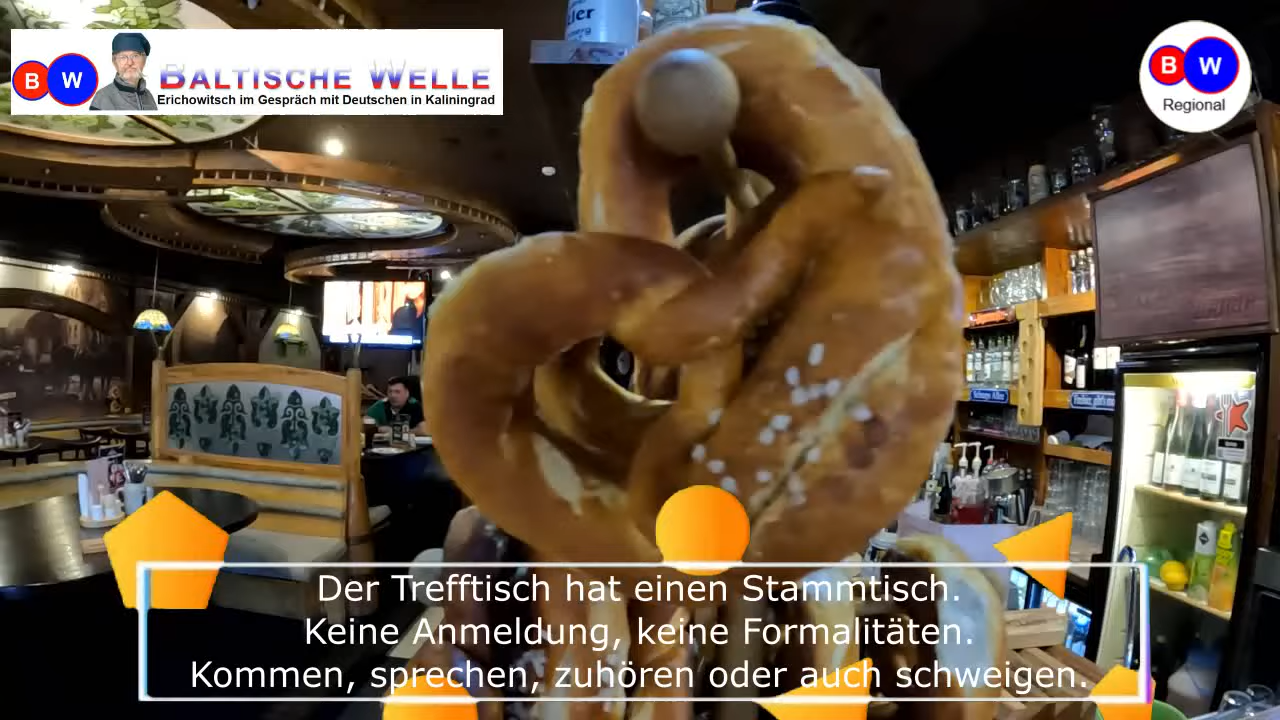 B W
BALTISCHE WELLE
Erichowitsch im Gespräch mit Deutschen in Kaliningrad
B W
Regional
Der Trefftisch hat einen Stammtisch.
Keine Anmeldung, keine Formalitäten.
Kommen, sprechen, zuhören oder auch schweigen.